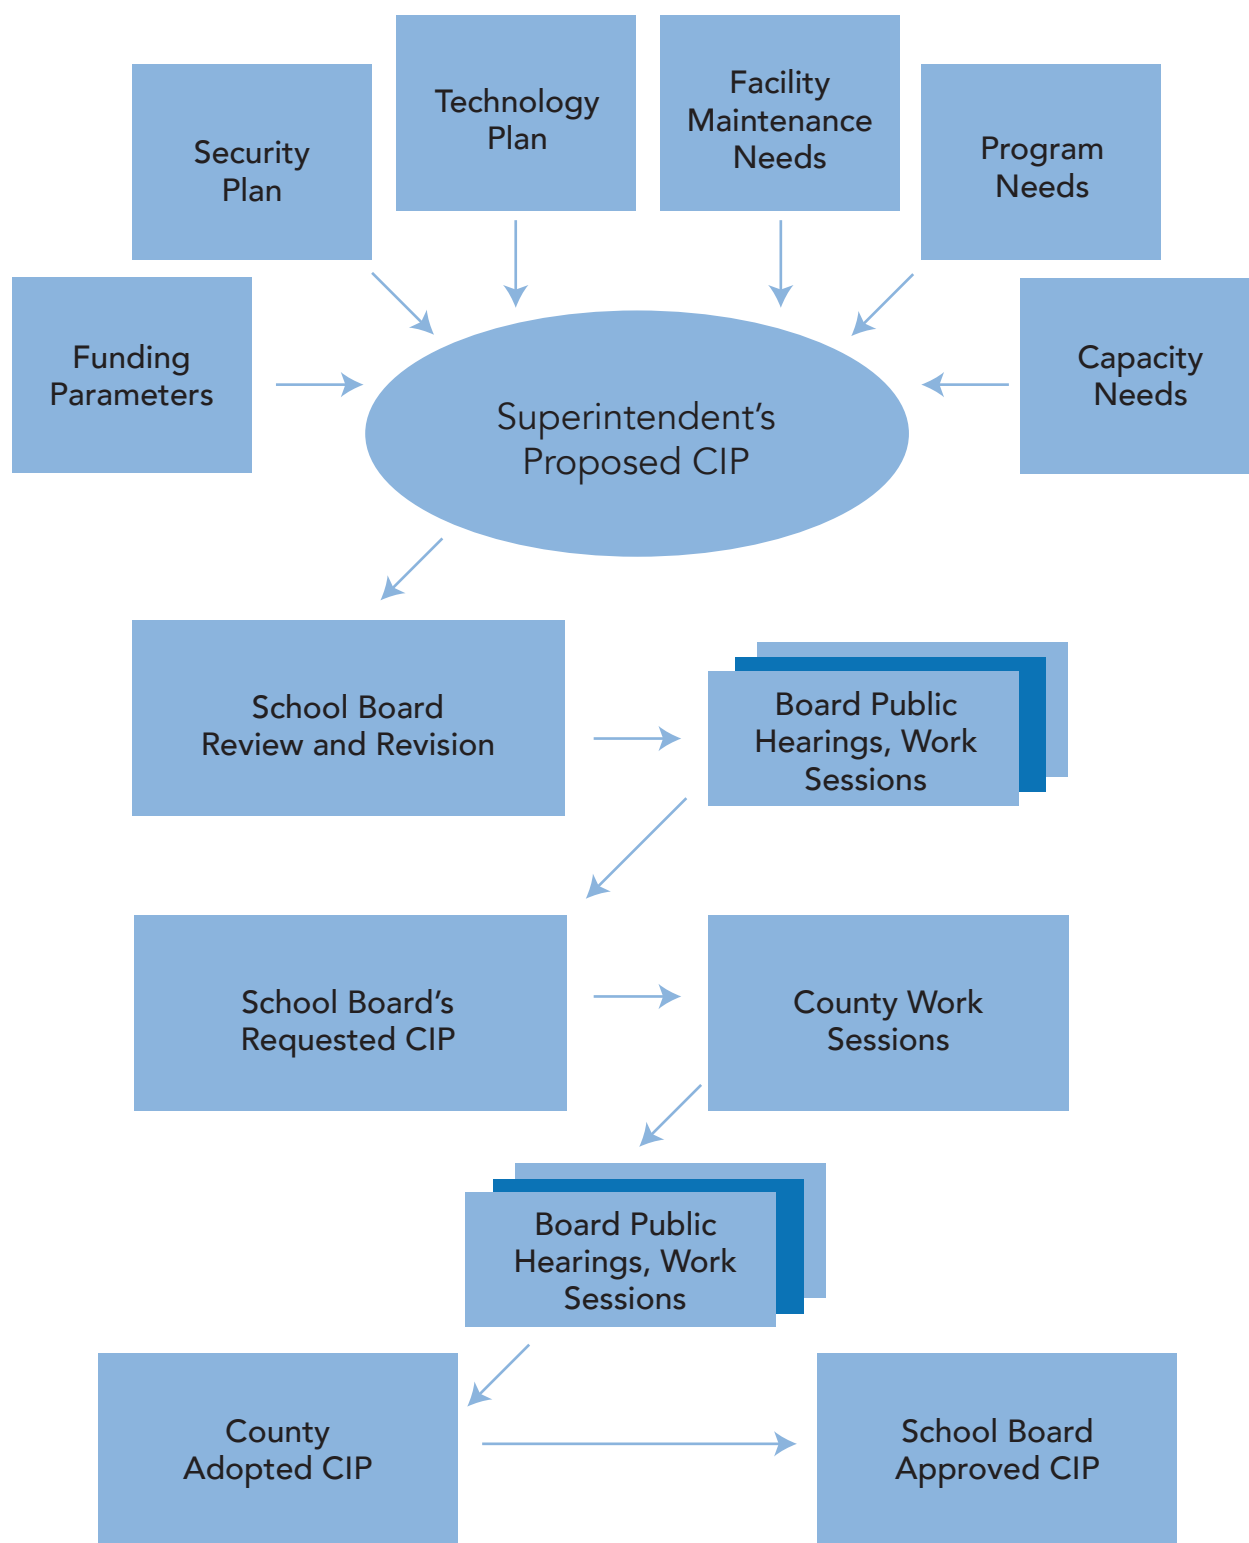 Technology
Plan
Facility
Maintenance
Needs
Security
Plan
Program
Needs
Funding
Parameters
Capacity
Needs
Superintendent’s
Proposed CIP
School Board
Review and Revision
Board Public
Hearings, Work
Sessions
School Board’s
Requested CIP
County Work
Sessions
Board Public
Hearings, Work
Sessions
County
Adopted CIP
School Board
Approved CIP